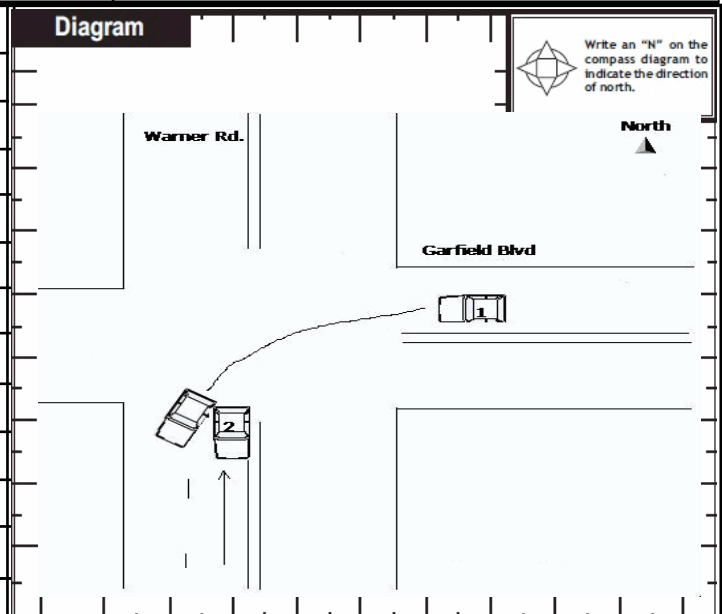 Diagram
Write an “N” on the
compass diagram to
indicate the direction
of north.
North
Warner Rd.
Garfield Blvd
1
2